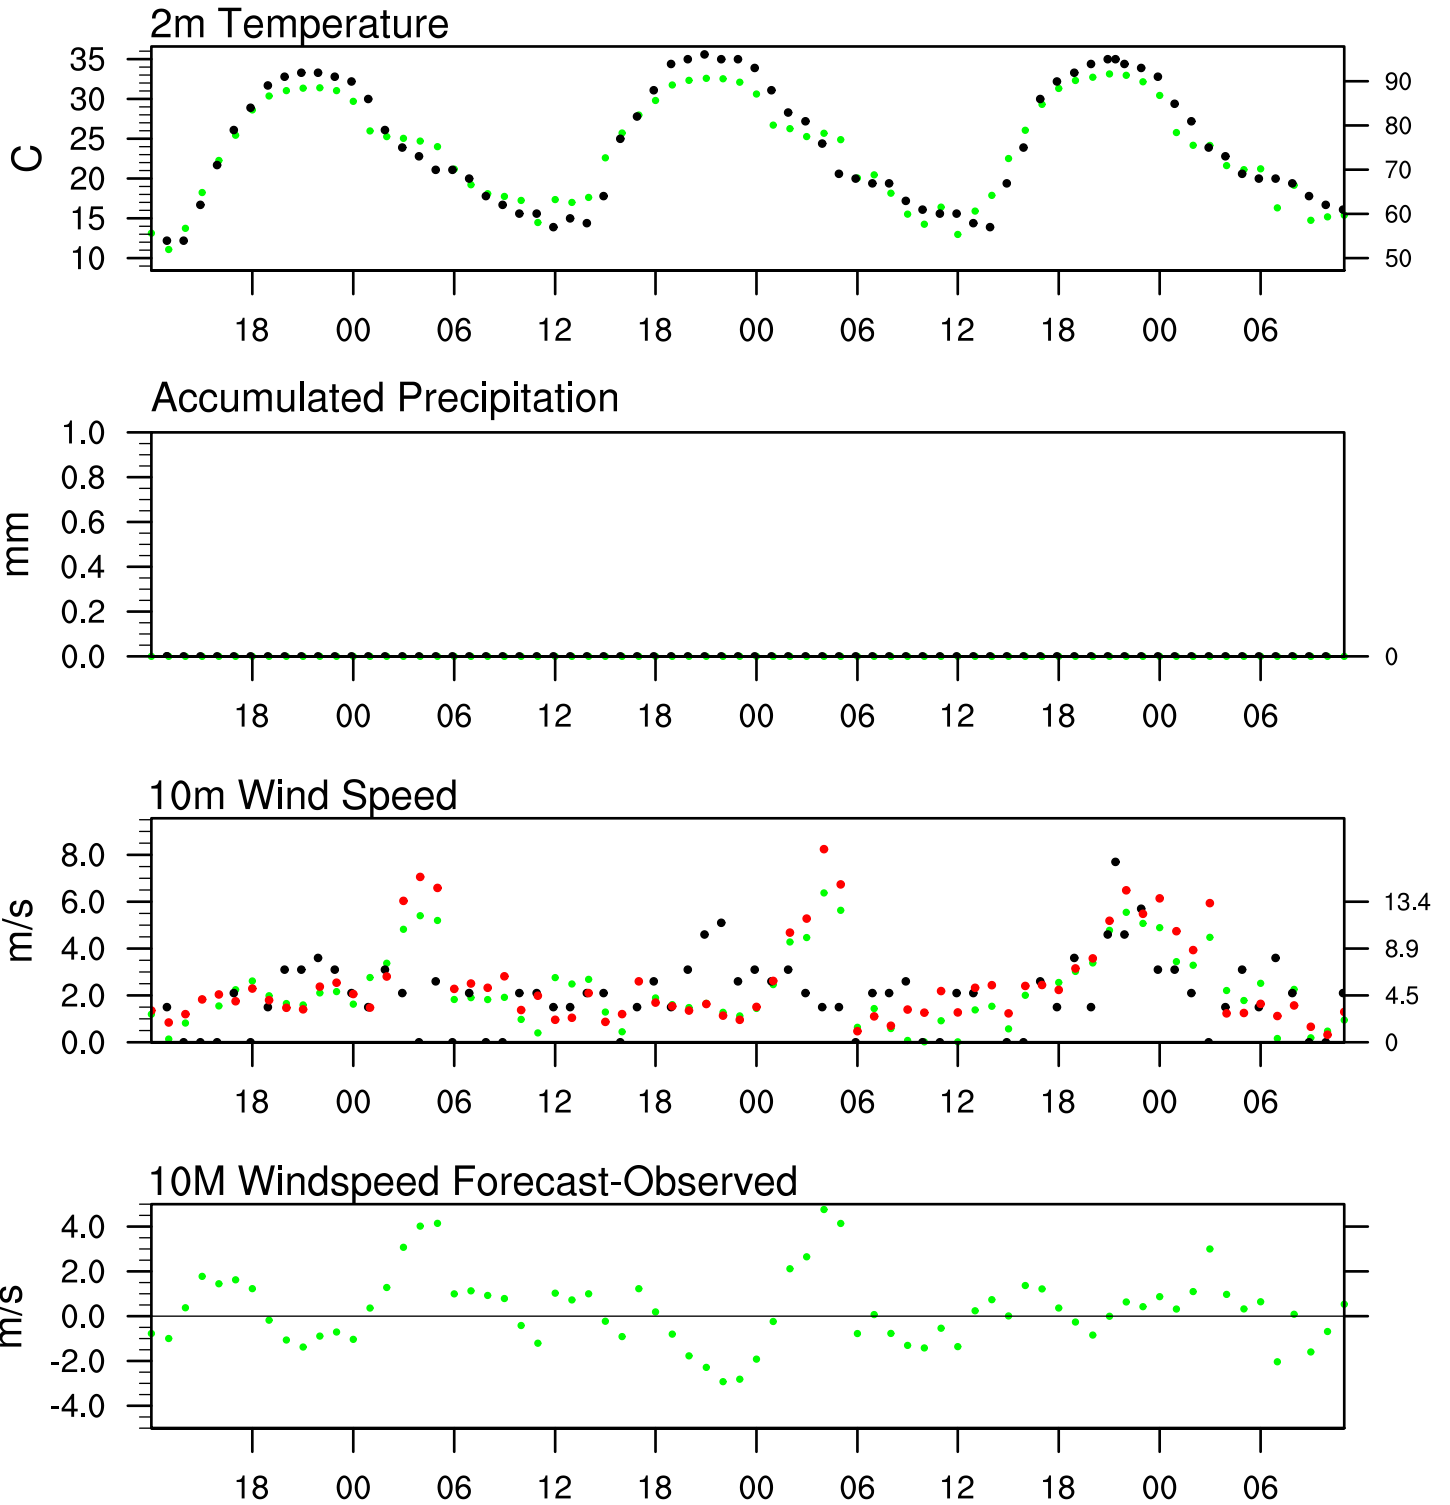 2m Temperature
35
30
25
20
15
10
C
90
80
70
60
50
18 00 06 12 18 00 06 12 18 00 06
Accumulated Precipitation
1.0
0.8
0.6
0.4
0.2
0.0
mm
0
18 00 06 12 18 00 06 12 18 00 06
10m Wind Speed
8.0
6.0
4.0
2.0
0.0
m/s
13.4
8.9
4.5
0
18 00 06 12 18 00 06 12 18 00 06
10M Windspeed Forecast-Observed
4.0
2.0
0.0
-2.0
-4.0
m/s
18 00 06 12 18 00 06 12 18 00 06